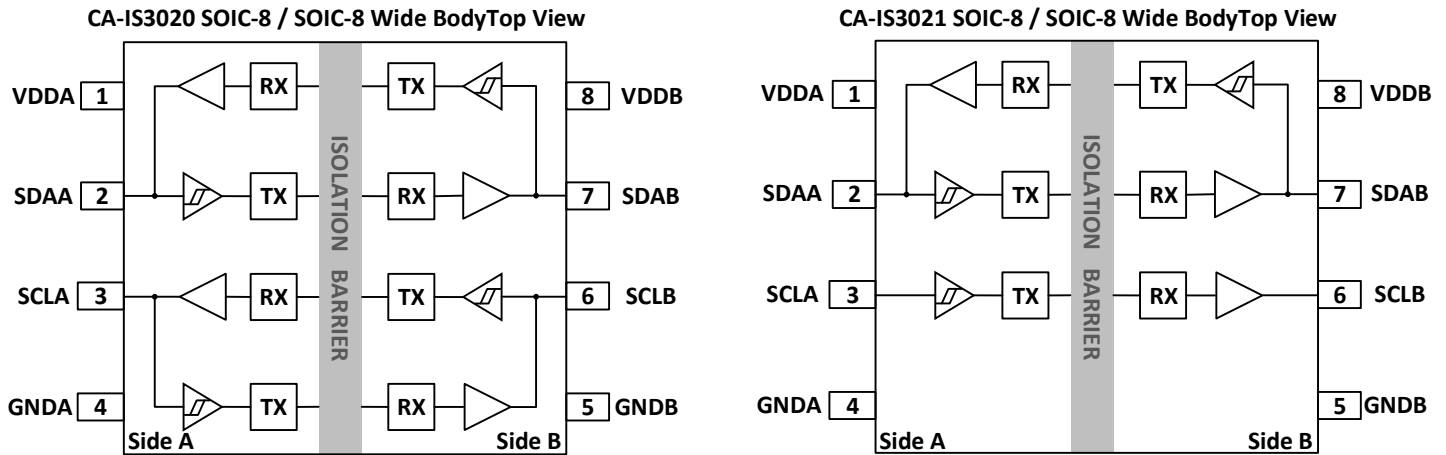 CA-IS3020 SOIC-8 / SOIC-8 Wide BodyTop View
VDDA 1
RX
TX
8 VDDB
SDAA 2
TX
RX
7 SDAB
SCLA 3
RX
TX
6 SCLB
GNDA 4
TX
RX
5 GNDB
ISOLATION BARRIER
Side A
Side B
CA-IS3021 SOIC-8 / SOIC-8 Wide BodyTop View
VDDA 1
RX
TX
8 VDDB
SDAA 2
TX
RX
7 SDAB
SCLA 3
TX
RX
6 SCLB
GNDA 4
5 GNDB
ISOLATION BARRIER
Side A
Side B